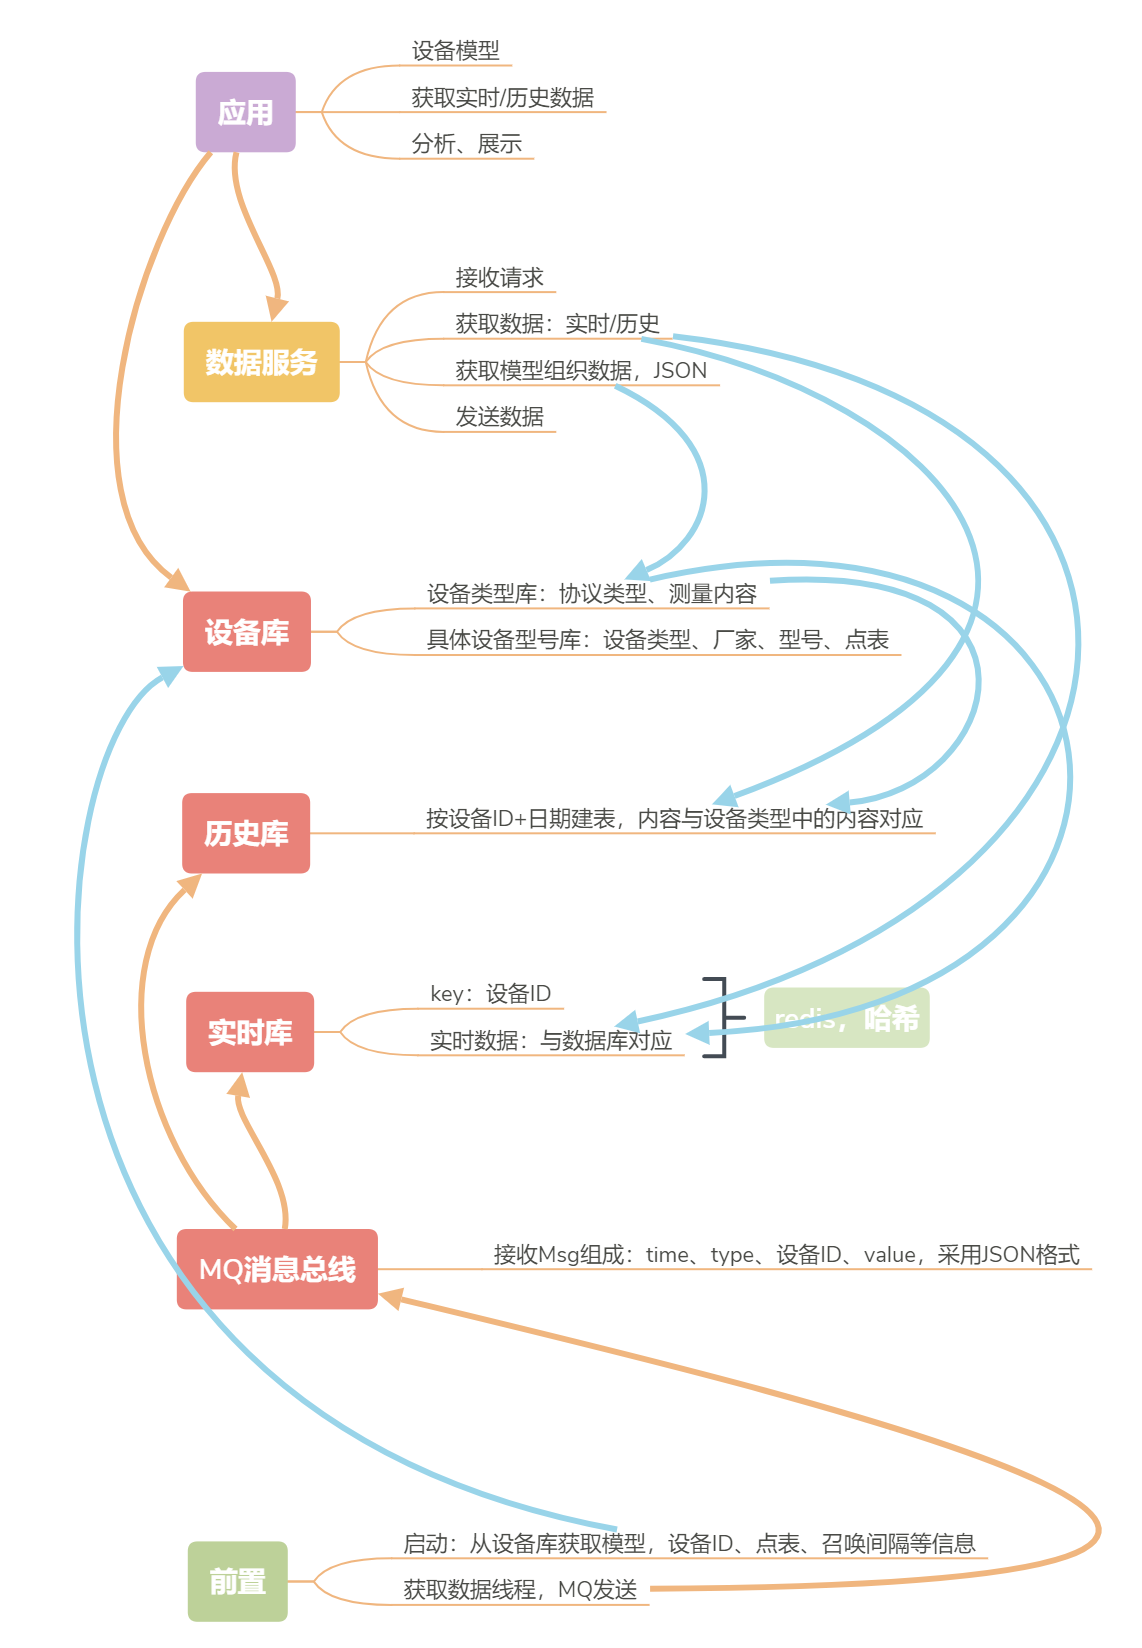 应用
设备模型
获取实时/历史数据
分析、展示
数据服务
接收请求
获取数据：实时/历史
获取模型组织数据，JSON
发送数据
设备库
设备类型库：协议类型、测量内容
具体设备型号库：设备类型、厂家、型号、点表
历史库
按设备ID+日期建表，内容与设备类型中的内容对应
实时库
key：设备ID
实时数据：与数据库对应
redis，哈希
MQ消息总线
接收Msg组成：time、type、设备ID、value，采用JSON格式
前置
启动：从设备库获取模型，设备ID、点表、召唤间隔等信息
获取数据线程，MQ发送